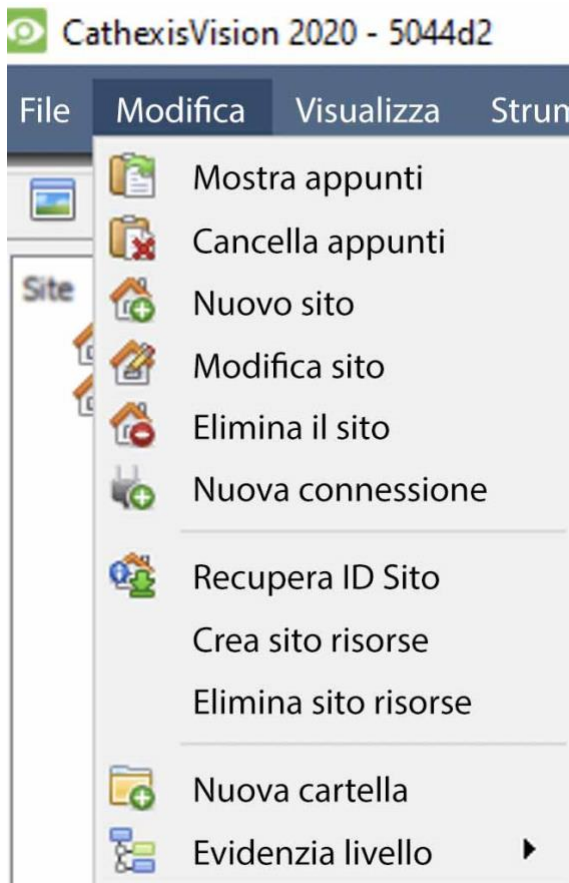 CathexisVision 2020 - 5044d2
File Modifica Visualizza Strum
Mostra appunti
Cancella appunti
Site
Nuovo sito
Modifica sito
Elimina il sito
Nuova connessione
Recupera ID Sito
Crea sito risorse
Elimina sito risorse
Nuova cartella
Evidenzia livello